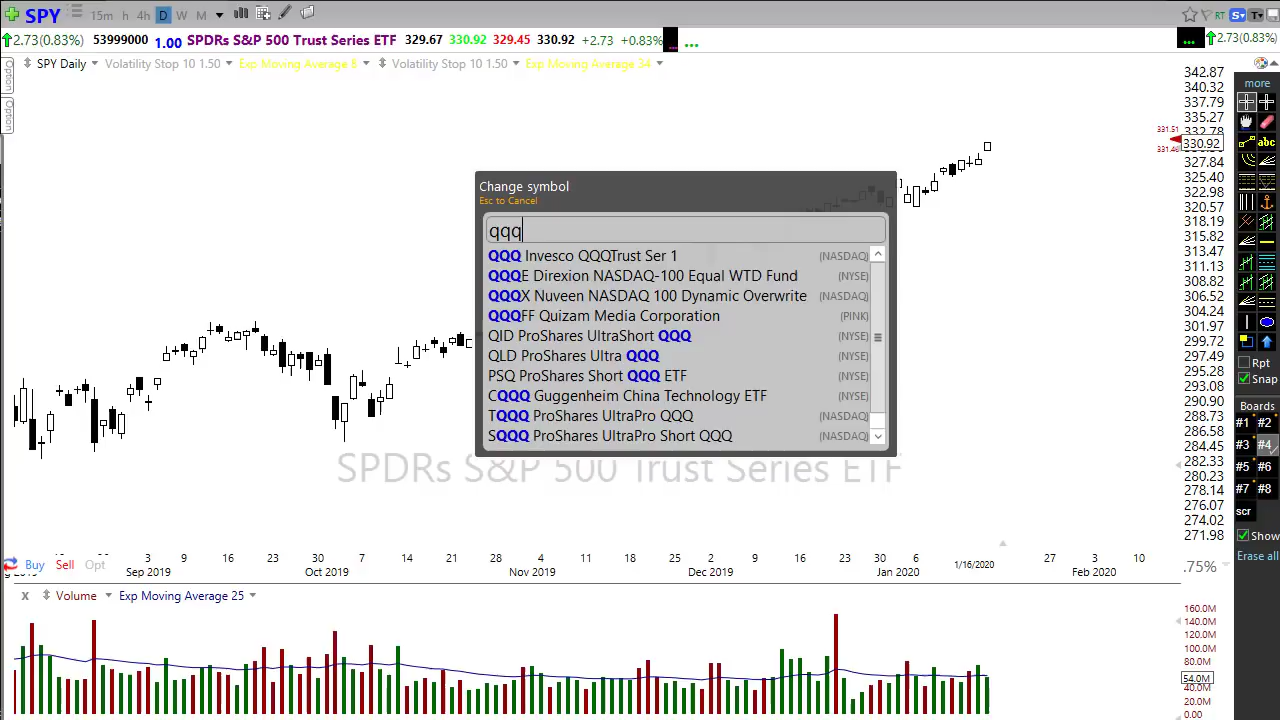 SPY 15m h 4h D W M RT S T
2.73(0.83%) 53999000 1.00 SPDRs S&P 500 Trust Series ETF 329.67 330.92 329.45 330.92 +2.73 +0.83% ... ... 2.73(0.83%)
SPY Daily Volatility Stop 10 1.50 Exp Moving Average 8 Volatility Stop 10 1.50 Exp Moving Average 34
Option
Option
342.87
340.32
337.79
335.27
332.78
331.51
330.92
327.84
325.40
322.98
320.57
318.19
315.82
313.47
311.13
308.82
306.52
304.24
301.97
299.72
297.49
295.28
293.08
290.90
288.73
286.58
284.45
282.33
280.23
278.14
276.07
274.02
271.98
Change symbol
Esc to Cancel
qqq
QQQ Invesco QQQTrust Ser 1 (NASDAQ)
QQQE Direxion NASDAQ-100 Equal WTD Fund (NYSE)
QQQX Nuveen NASDAQ 100 Dynamic Overwrite (NASDAQ)
QQQFF Quizam Media Corporation (PINK)
QID ProShares UltraShort QQQ (NYSE)
QLD ProShares Ultra QQQ (NYSE)
PSQ ProShares Short QQQ ETF (NYSE)
CQQQ Guggenheim China Technology ETF (NYSE)
TQQQ ProShares UltraPro QQQ (NASDAQ)
SQQQ ProShares UltraPro Short QQQ (NASDAQ)
SPDRs S&P 500 Trust Series ETF
more
abc
Rpt
Snap
Boards
#1 #2
#3 #4
#5 #6
#7 #8
scr
Show
Erase all
3 9 16 23 30 7 14 21 28 4 11 18 25 2 9 16 23 30 6 27 3 10
Buy Sell Opt
Sep 2019 Oct 2019 Nov 2019 Dec 2019 Jan 2020 1/16/2020 Feb 2020
.75%
x Volume Exp Moving Average 25
160.0M
140.0M
120.0M
100.0M
80.0M
54.0M
40.0M
20.0M
0.00